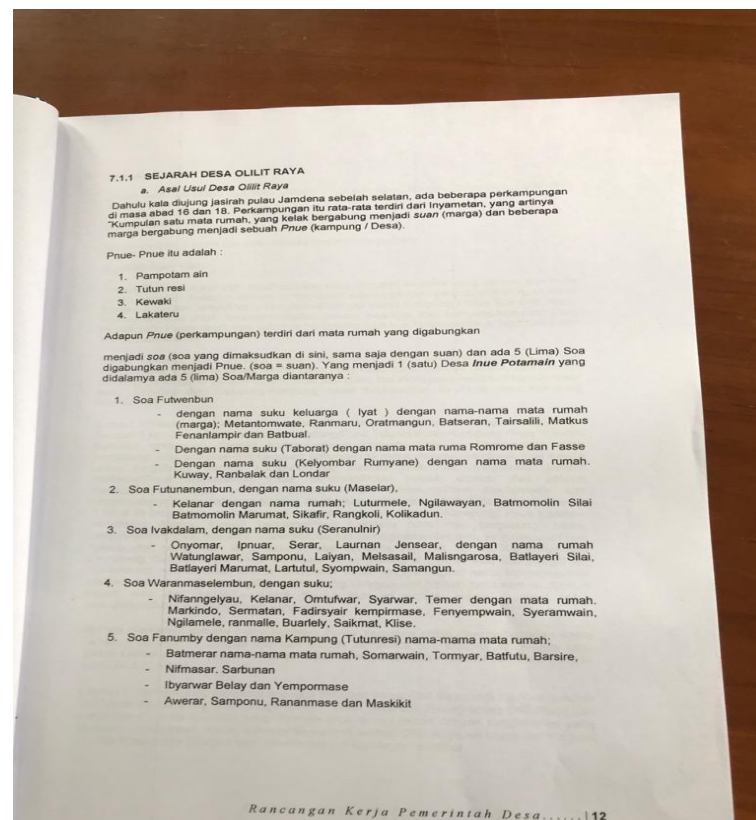 7.1.1 SEJARAH DESA OLILIT RAYA
a. Asal Usul Desa Olilit Raya
Dahulu kala diujung jasirah pulau Jamdena sebelah selatan, ada beberapa perkampungan
di masa abad 16 dan 18. Perkampungan itu rata-rata terdiri dari Inyametan, yang artinya
"Kumpulan satu mata rumah, yang kelak bergabung menjadi suan (marga) dan beberapa
marga bergabung menjadi sebuah Pnue (kampung / Desa).
Pnue- Pnue itu adalah :
1. Pampotam ain
2. Tutun resi
3. Kewaki
4. Lakateru
Adapun Pnue (perkampungan) terdiri dari mata rumah yang digabungkan
menjadi soa (soa yang dimaksudkan di sini, sama saja dengan suan) dan ada 5 (Lima) Soa
digabungkan menjadi Pnue. (soa = suan). Yang menjadi 1 (satu) Desa Inue Potamain yang
didalamya ada 5 (lima) Soa/Marga diantaranya :
1. Soa Futwenbun
- dengan nama suku keluarga ( Iyat ) dengan nama-nama mata rumah
(marga); Metantomwate, Ranmaru, Oratmangun, Batseran, Tairsalili, Matkus
Fenanlampir dan Batbual.
- Dengan nama suku (Taborat) dengan nama mata ruma Romrome dan Fasse
- Dengan nama suku (Kelyombar Rumyane) dengan nama mata rumah.
Kuway, Ranbalak dan Londar
2. Soa Futunanembun, dengan nama suku (Maselar),
- Kelanar dengan nama rumah; Luturmele, Ngilawayan, Batmomolin Silai
Batmomolin Marumat, Sikafir, Rangkoli, Kolikadun.
3. Soa Ivakdalam, dengan nama suku (Seranulnir)
- Onyomar, Ipnuar, Serar, Laurnan Jensear, dengan nama rumah
Watunglawar, Samponu, Laiyan, Melsasail, Malisngarosa, Batlayeri Silai,
Batlayeri Marumat, Lartutul, Syompwain, Samangun.
4. Soa Waranmaselembun, dengan suku;
- Nifanngelyau, Kelanar, Omtufwar, Syarwar, Temer dengan mata rumah.
Markindo, Sermatan, Fadirsyair kempirmase, Fenyempwain, Syeramwain,
Ngilamele, ranmalle, Buarlely, Saikmat, Klise.
5. Soa Fanumby dengan nama Kampung (Tutunresi) nama-mama mata rumah;
- Batmerar nama-nama mata rumah, Somarwain, Tormyar, Batfutu, Barsire,
- Nifmasar. Sarbunan
- Ibyarwar Belay dan Yempormase
- Awerar, Samponu, Rananmase dan Maskikit
Rancangan Kerja Pemerintah Desa......|12